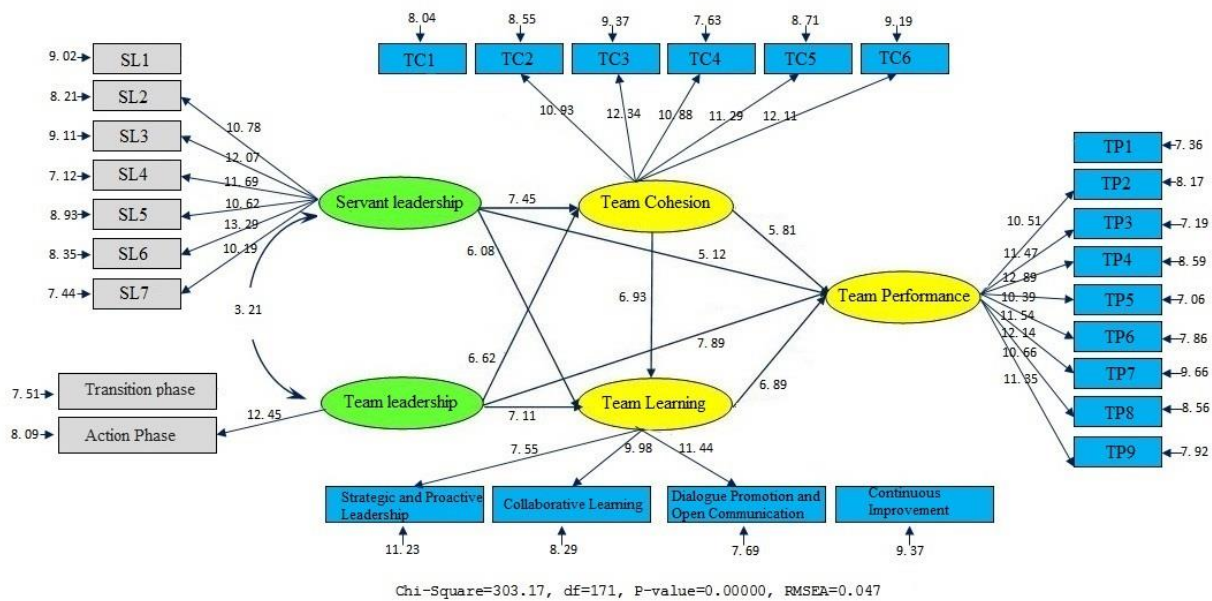 8. 04
8. 55
9. 37
7. 63
8. 71
9. 19
TC1
TC2
TC3
TC4
TC5
TC6
9. 02
SL1
8. 21
SL2
9. 11
SL3
7. 12
SL4
8. 93
SL5
8. 35
SL6
7. 44
SL7
10. 78
12. 07
11. 69
10. 62
13. 29
10. 19
10. 93
12. 34
10. 88
11. 29
12. 11
Servant leadership
7. 45
Team Cohesion
6. 08
5. 12
5. 81
3. 21
6. 93
6. 62
7. 89
6. 89
Team Performance
10. 51
11. 47
12. 89
10. 39
11. 54
12. 14
10. 66
11. 35
TP1
7. 36
TP2
8. 17
TP3
7. 19
TP4
8. 59
TP5
7. 06
TP6
7. 86
TP7
9. 66
TP8
8. 56
TP9
7. 92
7. 51
Transition phase
8. 09
Action Phase
12. 45
Team leadership
7. 11
Team Learning
7. 55
9. 98
11. 44
Strategic and Proactive
Leadership
Collaborative Learning
Dialogue Promotion and
Open Communication
Continuous
Improvement
11. 23
8. 29
7. 69
9. 37
Chi-Square=303.17, df=171, P-value=0.00000, RMSEA=0.047